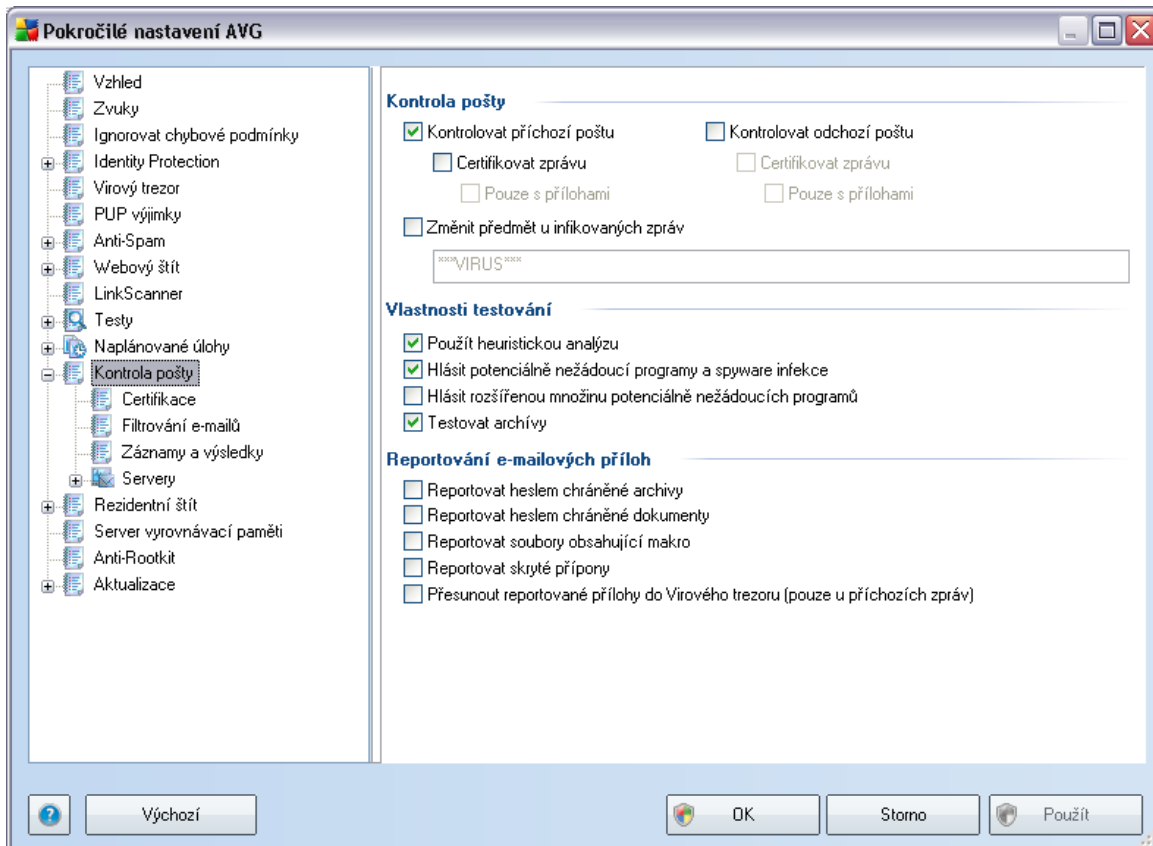 Pokročilé nastavení AVG
Vzhled
Zvuky
Ignorovat chybové podmínky
Identity Protection
Virový trezor
PUP výjimky
Anti-Spam
Webový štít
LinkScanner
Testy
Naplánované úlohy
Kontrola pošty
Certifikace
Filtrování e-mailů
Záznamy a výsledky
Servery
Rezidentní štít
Server vyrovnávací paměti
Anti-Rootkit
Aktualizace
Kontrola pošty
Kontrolovat příchozí poštu
Kontrolovat odchozí poštu
Certifikovat zprávu
Certifikovat zprávu
Pouze s přílohami
Pouze s přílohami
Změnit předmět u infikovaných zpráv
***VIRUS***
Vlastnosti testování
Použít heuristickou analýzu
Hlásit potenciálně nežádoucí programy a spyware infekce
Hlásit rozšířenou množinu potenciálně nežádoucích programů
Testovat archívy
Reportování e-mailových příloh
Reportovat heslem chráněné archivy
Reportovat heslem chráněné dokumenty
Reportovat soubory obsahující makro
Reportovat skryté přípony
Přesunout reportované přílohy do Virového trezoru (pouze u příchozích zpráv)
?
Výchozí
OK
Storno
Použít